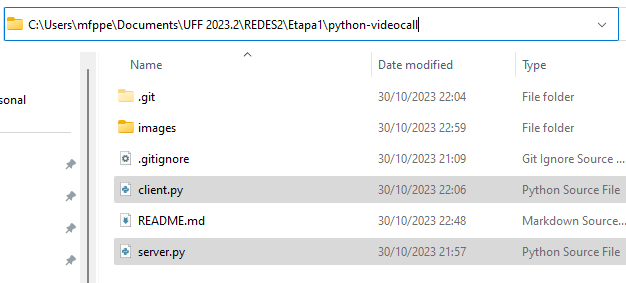 C:\Users\mfppe\Documents\UFF 2023.2\REDES2\Etapa1\python-videocall
Name Date modified Type
sonal
.git 30/10/2023 22:04 File folder
images 30/10/2023 22:59 File folder
.gitignore 30/10/2023 21:09 Git Ignore Source ...
client.py 30/10/2023 22:06 Python Source File
README.md 30/10/2023 22:48 Markdown Source...
server.py 30/10/2023 21:57 Python Source File